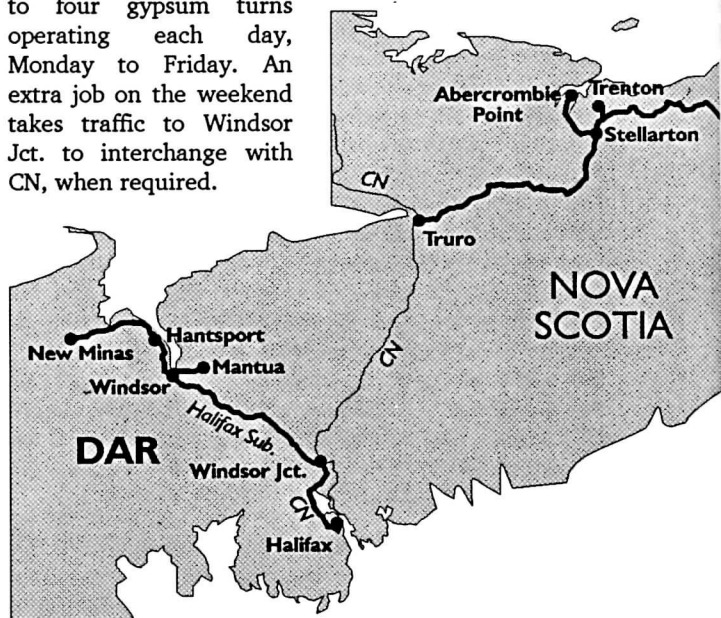 to four gypsum turns
operating each day,
Monday to Friday. An
extra job on the weekend
takes traffic to Windsor
Jct. to interchange with
CN, when required.
Abercrombie
Point
Trenton
Stellarton
CN
Truro
NOVA
SCOTIA
CN
New Minas
Hantsport
Mantua
Windsor
Halifax Sub.
DAR
Windsor Jct.
CN
Halifax